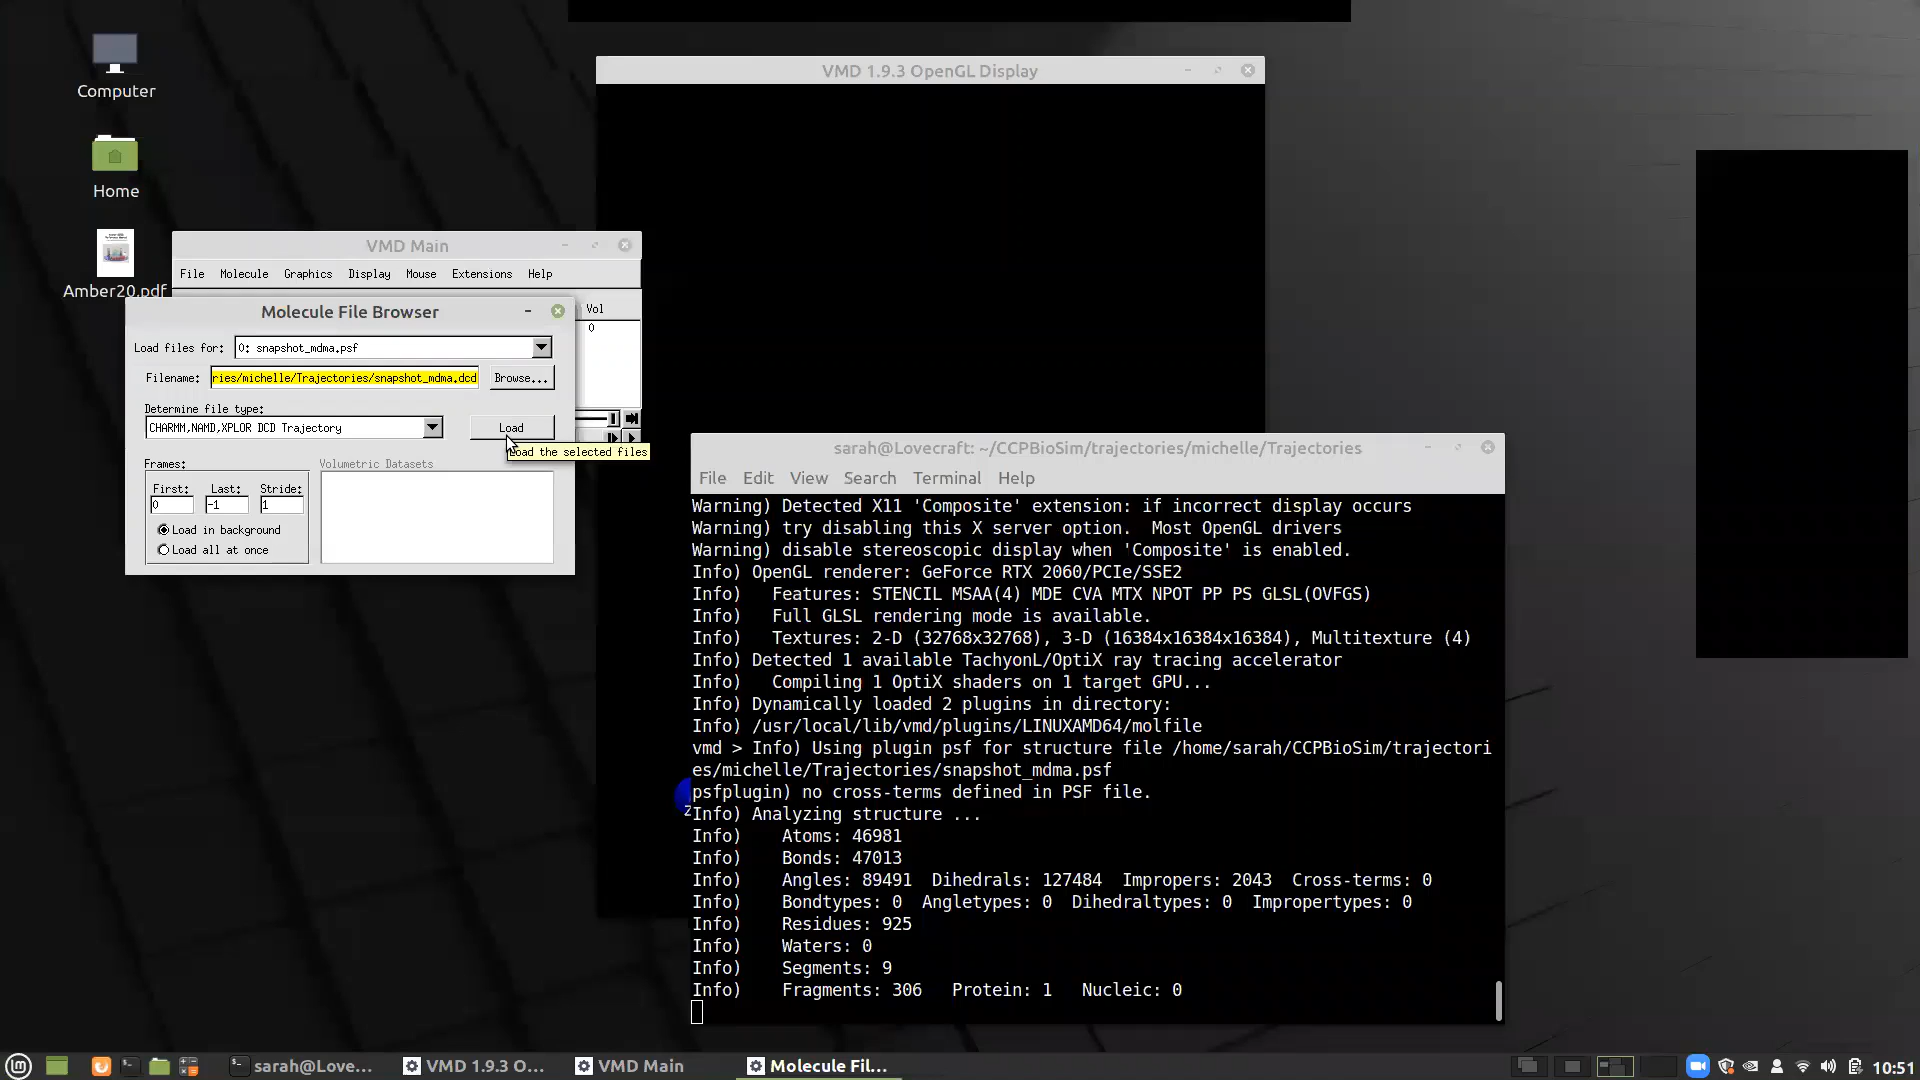 Computer
Home
Amber20.pdf
VMD 1.9.3 OpenGL Display
VMD Main
File Molecule Graphics Display Mouse Extensions Help
Vol
0
Molecule File Browser
Load files for: 0: snapshot_mdma.psf
Filename: ries/michelle/Trajectories/snapshot_mdma.dcd Browse...
Determine file type:
CHARMM,NAMD,XPLOR DCD Trajectory
Load
Load the selected files
Frames:
Volumetric Datasets
First: Last: Stride:
0 -1 1
Load in background
Load all at once
z
sarah@Lovecraft: ~/CCPBioSim/trajectories/michelle/Trajectories
File Edit View Search Terminal Help
Warning) Detected X11 'Composite' extension: if incorrect display occurs
Warning) try disabling this X server option.  Most OpenGL drivers
Warning) disable stereoscopic display when 'Composite' is enabled.
Info) OpenGL renderer: GeForce RTX 2060/PCIe/SSE2
Info)   Features: STENCIL MSAA(4) MDE CVA MTX NPOT PP PS GLSL(OVFGS)
Info)   Full GLSL rendering mode is available.
Info)   Textures: 2-D (32768x32768), 3-D (16384x16384x16384), Multitexture (4)
Info) Detected 1 available TachyonL/OptiX ray tracing accelerator
Info)   Compiling 1 OptiX shaders on 1 target GPU...
Info) Dynamically loaded 2 plugins in directory:
Info) /usr/local/lib/vmd/plugins/LINUXAMD64/molfile
vmd > Info) Using plugin psf for structure file /home/sarah/CCPBioSim/trajectori
es/michelle/Trajectories/snapshot_mdma.psf
psfplugin) no cross-terms defined in PSF file.
Info) Analyzing structure ...
Info)    Atoms: 46981
Info)    Bonds: 47013
Info)    Angles: 89491  Dihedrals: 127484  Impropers: 2043  Cross-terms: 0
Info)    Bondtypes: 0  Angletypes: 0  Dihedraltypes: 0  Impropertypes: 0
Info)    Residues: 925
Info)    Waters: 0
Info)    Segments: 9
Info)    Fragments: 306   Protein: 1   Nucleic: 0
sarah@Love... VMD 1.9.3 O... VMD Main Molecule Fil... 10:51